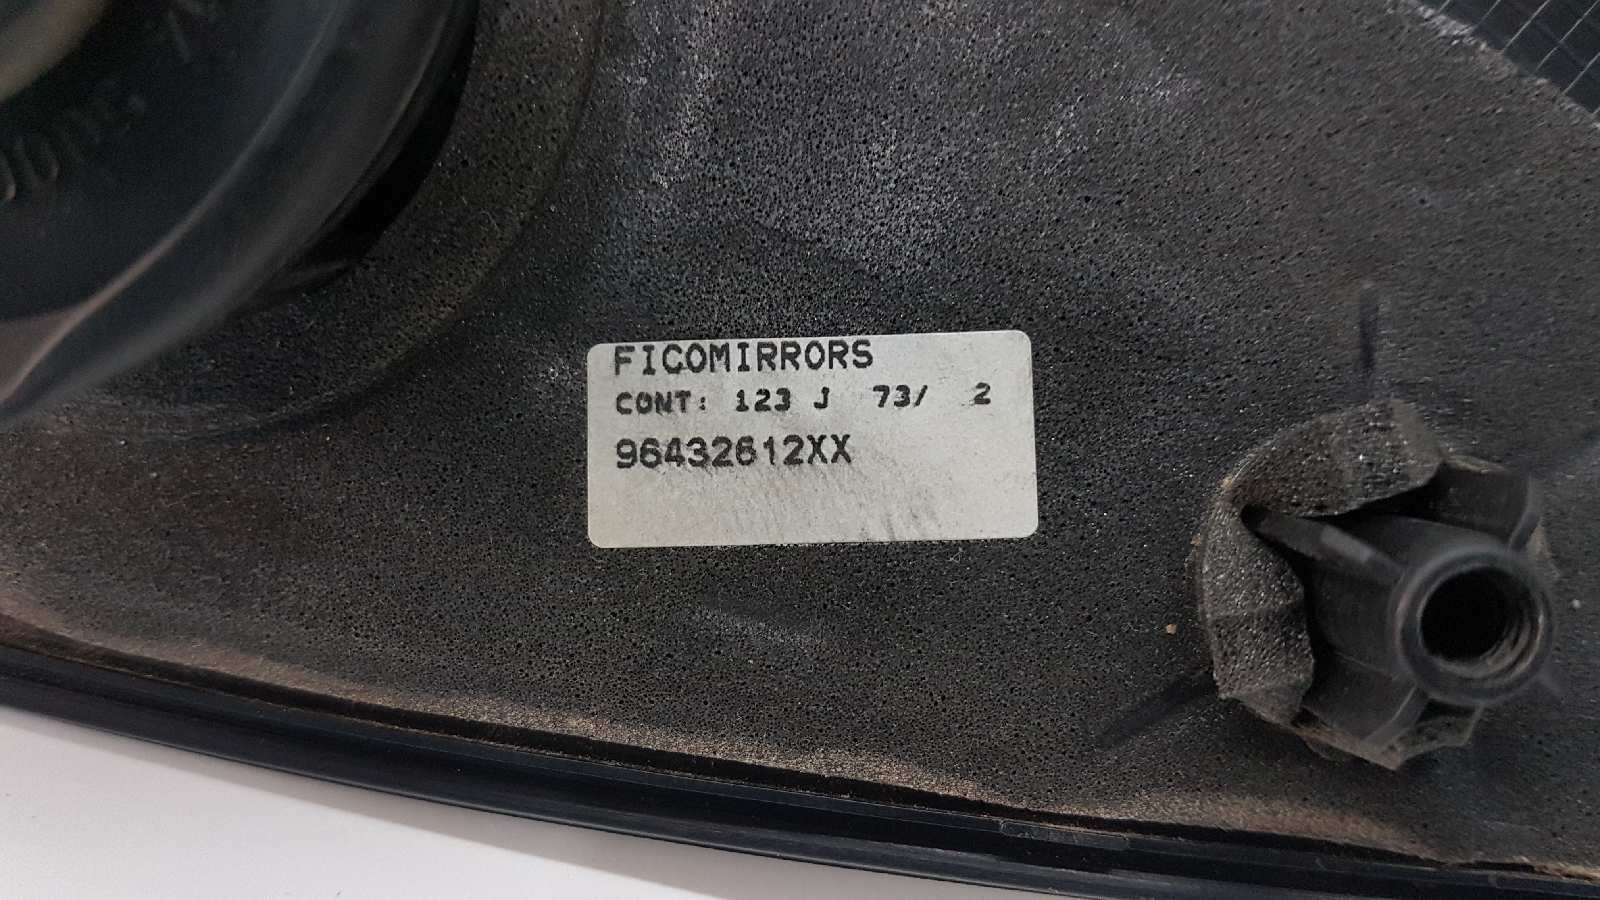 FICOMIRRORS
CONT: 123 J 73/ 2
96432612XX